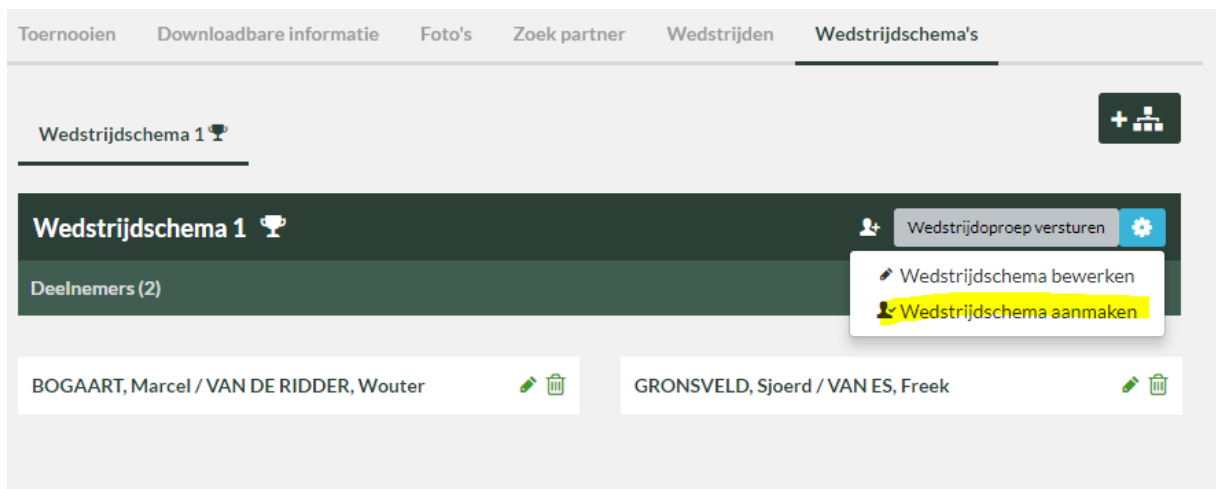 Toernooien Downloadbare informatie Foto's Zoek partner Wedstrijden Wedstrijdschema's
+
Wedstrijdschema 1
Wedstrijdschema 1 Wedstrijdoproep versturen
Deelnemers (2)
Wedstrijdschema bewerken
Wedstrijdschema aanmaken
BOGAART, Marcel / VAN DE RIDDER, Wouter GRONSVELD, Sjoerd / VAN ES, Freek